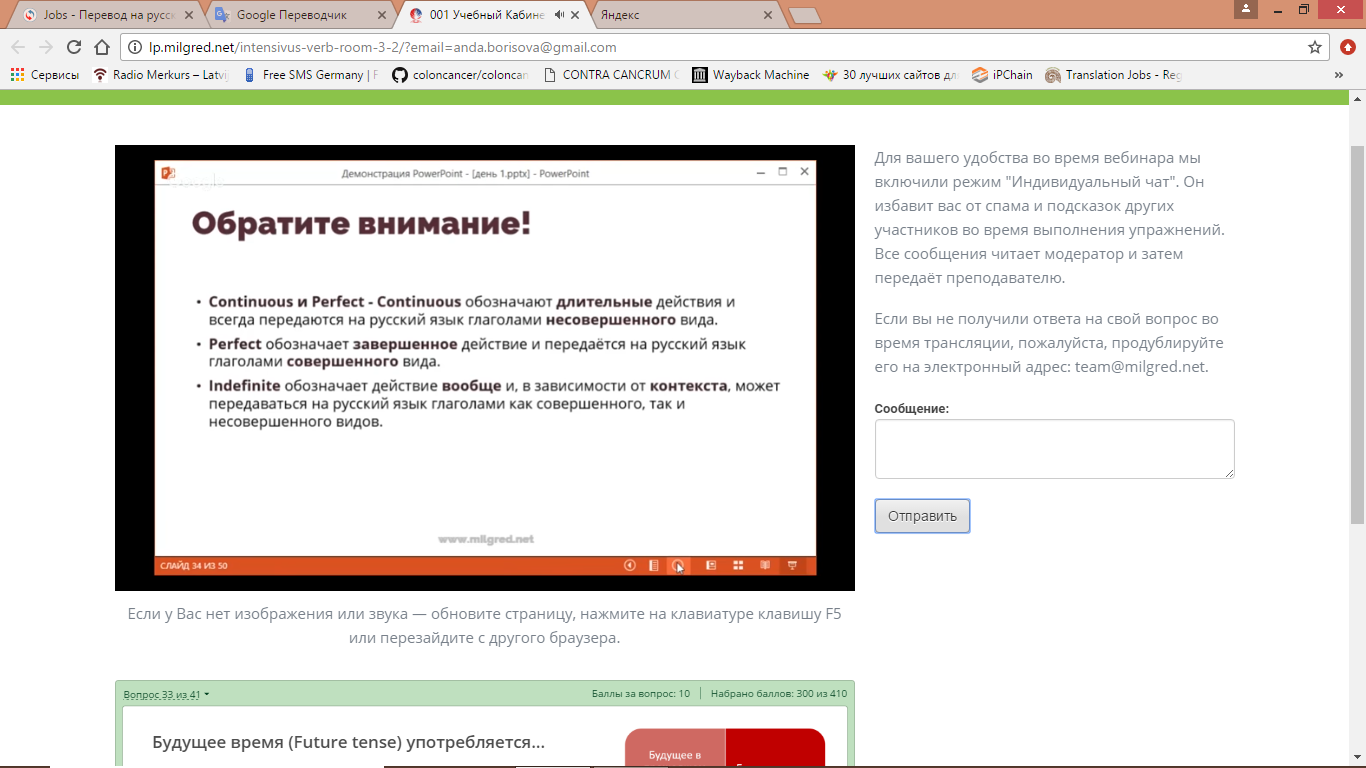 Jobs - Перевод на русск
Google Переводчик
001 Учебный Кабине
Яндекс
lp.milgred.net/intensivus-verb-room-3-2/?email=anda.borisova@gmail.com
Сервисы
Radio Merkurs – Latvij
Free SMS Germany | F
coloncancer/coloncan
CONTRA CANCRUM C
Wayback Machine
30 лучших сайтов дл
iPChain
Translation Jobs - Reg
»
Демонстрация PowerPoint - [день 1.pptx] - PowerPoint
Обратите внимание!
• Continuous и Perfect - Continuous обозначают длительные действия и
всегда передаются на русский язык глаголами несовершенного вида.
• Perfect обозначает завершенное действие и передаётся на русский язык
глаголами совершенного вида.
• Indefinite обозначает действие вообще и, в зависимости от контекста, может
передаваться на русский язык глаголами как совершенного, так и
несовершенного видов.
www.milgred.net
СЛАЙД 34 ИЗ 50
Если у Вас нет изображения или звука — обновите страницу, нажмите на клавиатуре клавишу F5
или перезайдите с другого браузера.
Для вашего удобства во время вебинара мы
включили режим "Индивидуальный чат". Он
избавит вас от спама и подсказок других
участников во время выполнения упражнений.
Все сообщения читает модератор и затем
передаёт преподавателю.
Если вы не получили ответа на свой вопрос во
время трансляции, пожалуйста, продублируйте
его на электронный адрес: team@milgred.net.
Сообщение:
Отправить
Вопрос 33 из 41
Баллы за вопрос: 10
Набрано баллов: 300 из 410
Будущее время (Future tense) употребляется...
Будущее в